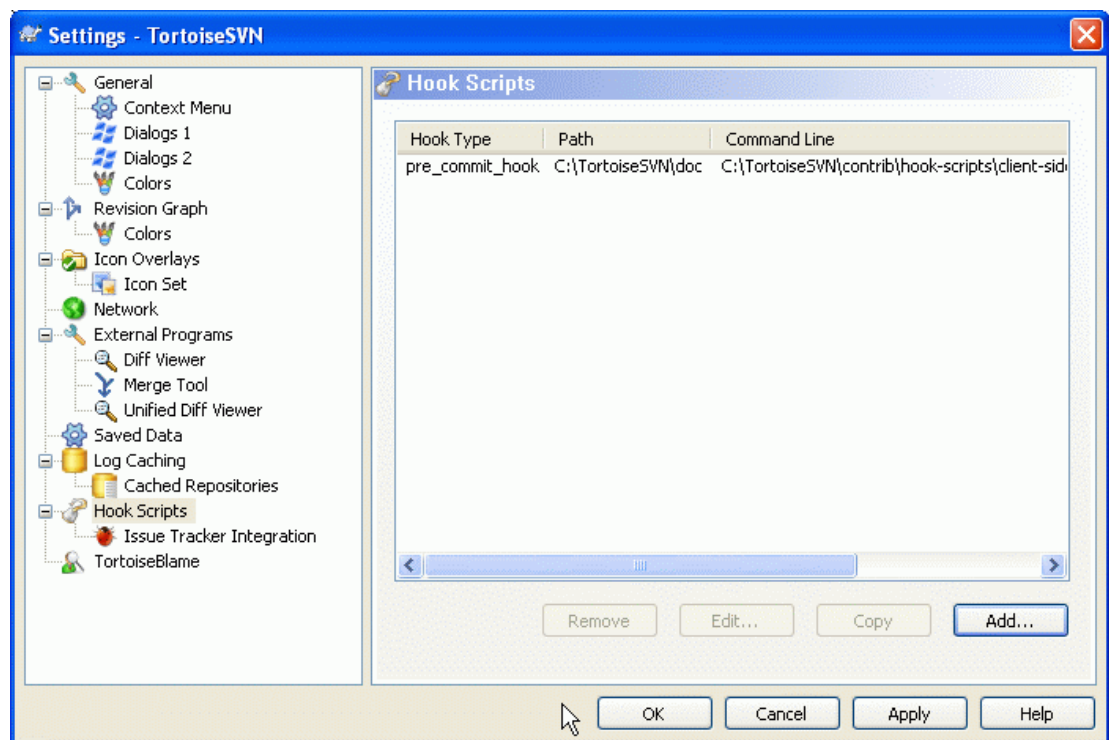 Settings - TortoiseSVN
General
Context Menu
Dialogs 1
Dialogs 2
Colors
Revision Graph
Colors
Icon Overlays
Icon Set
Network
External Programs
Diff Viewer
Merge Tool
Unified Diff Viewer
Saved Data
Log Caching
Cached Repositories
Hook Scripts
Issue Tracker Integration
TortoiseBlame
Hook Scripts
Hook Type Path Command Line
pre_commit_hook C:\TortoiseSVN\doc C:\TortoiseSVN\contrib\hook-scripts\client-side
Remove Edit... Copy Add...
OK Cancel Apply Help